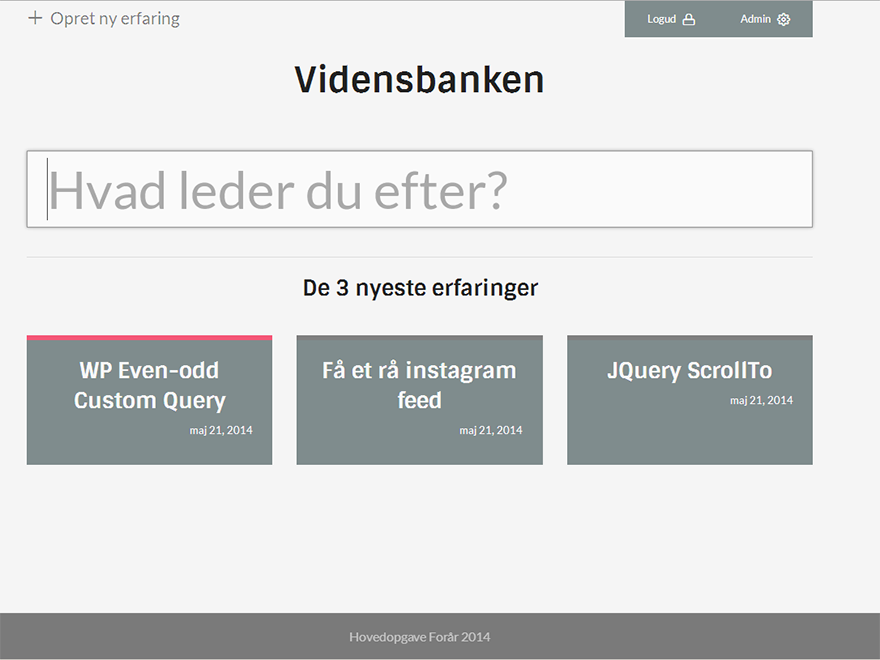 Opret ny erfaring
Logud
Admin
Vidensbanken
Hvad leder du efter?
De 3 nyeste erfaringer
WP Even-odd
Custom Query
maj 21, 2014
Få et rå instagram
feed
maj 21, 2014
JQuery ScrollTo
maj 21, 2014
Hovedopgave Forår 2014